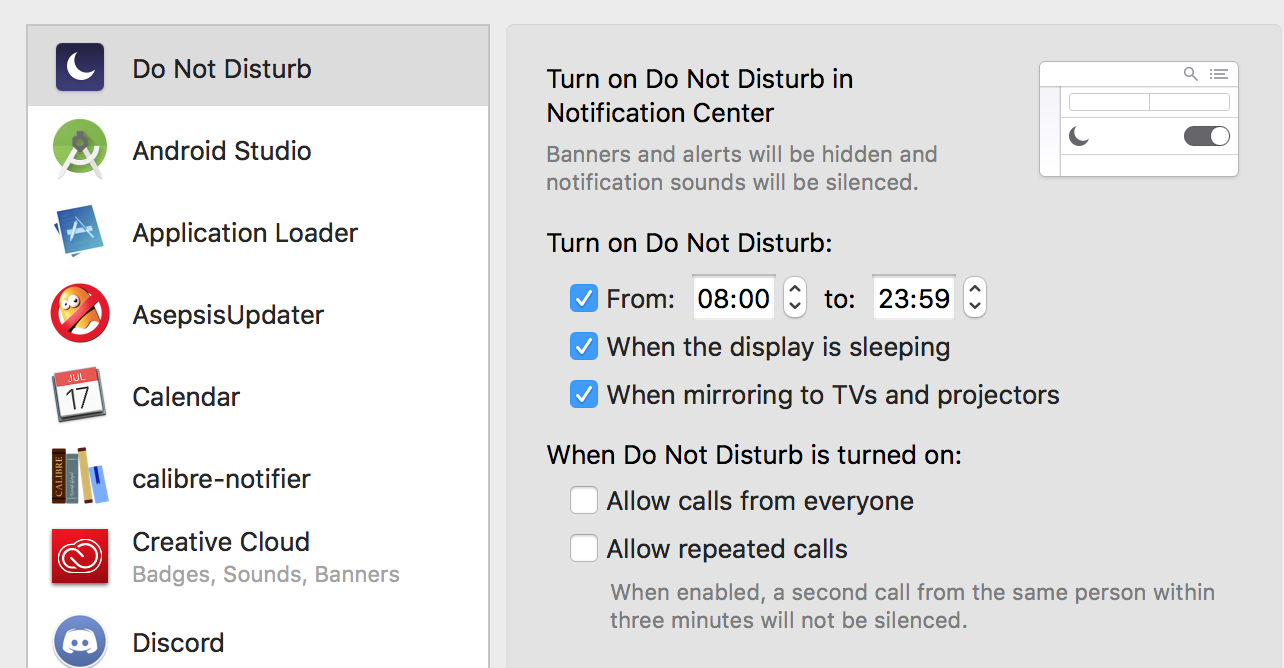 Do Not Disturb
Android Studio
Application Loader
AsepsisUpdater
JUL
17
Calendar
CALIBRE
calibre-notifier
Creative Cloud
Badges, Sounds, Banners
Discord
Turn on Do Not Disturb in
Notification Center
Banners and alerts will be hidden and
notification sounds will be silenced.
Turn on Do Not Disturb:
From: 08:00 to: 23:59
When the display is sleeping
When mirroring to TVs and projectors
When Do Not Disturb is turned on:
Allow calls from everyone
Allow repeated calls
When enabled, a second call from the same person within
three minutes will not be silenced.